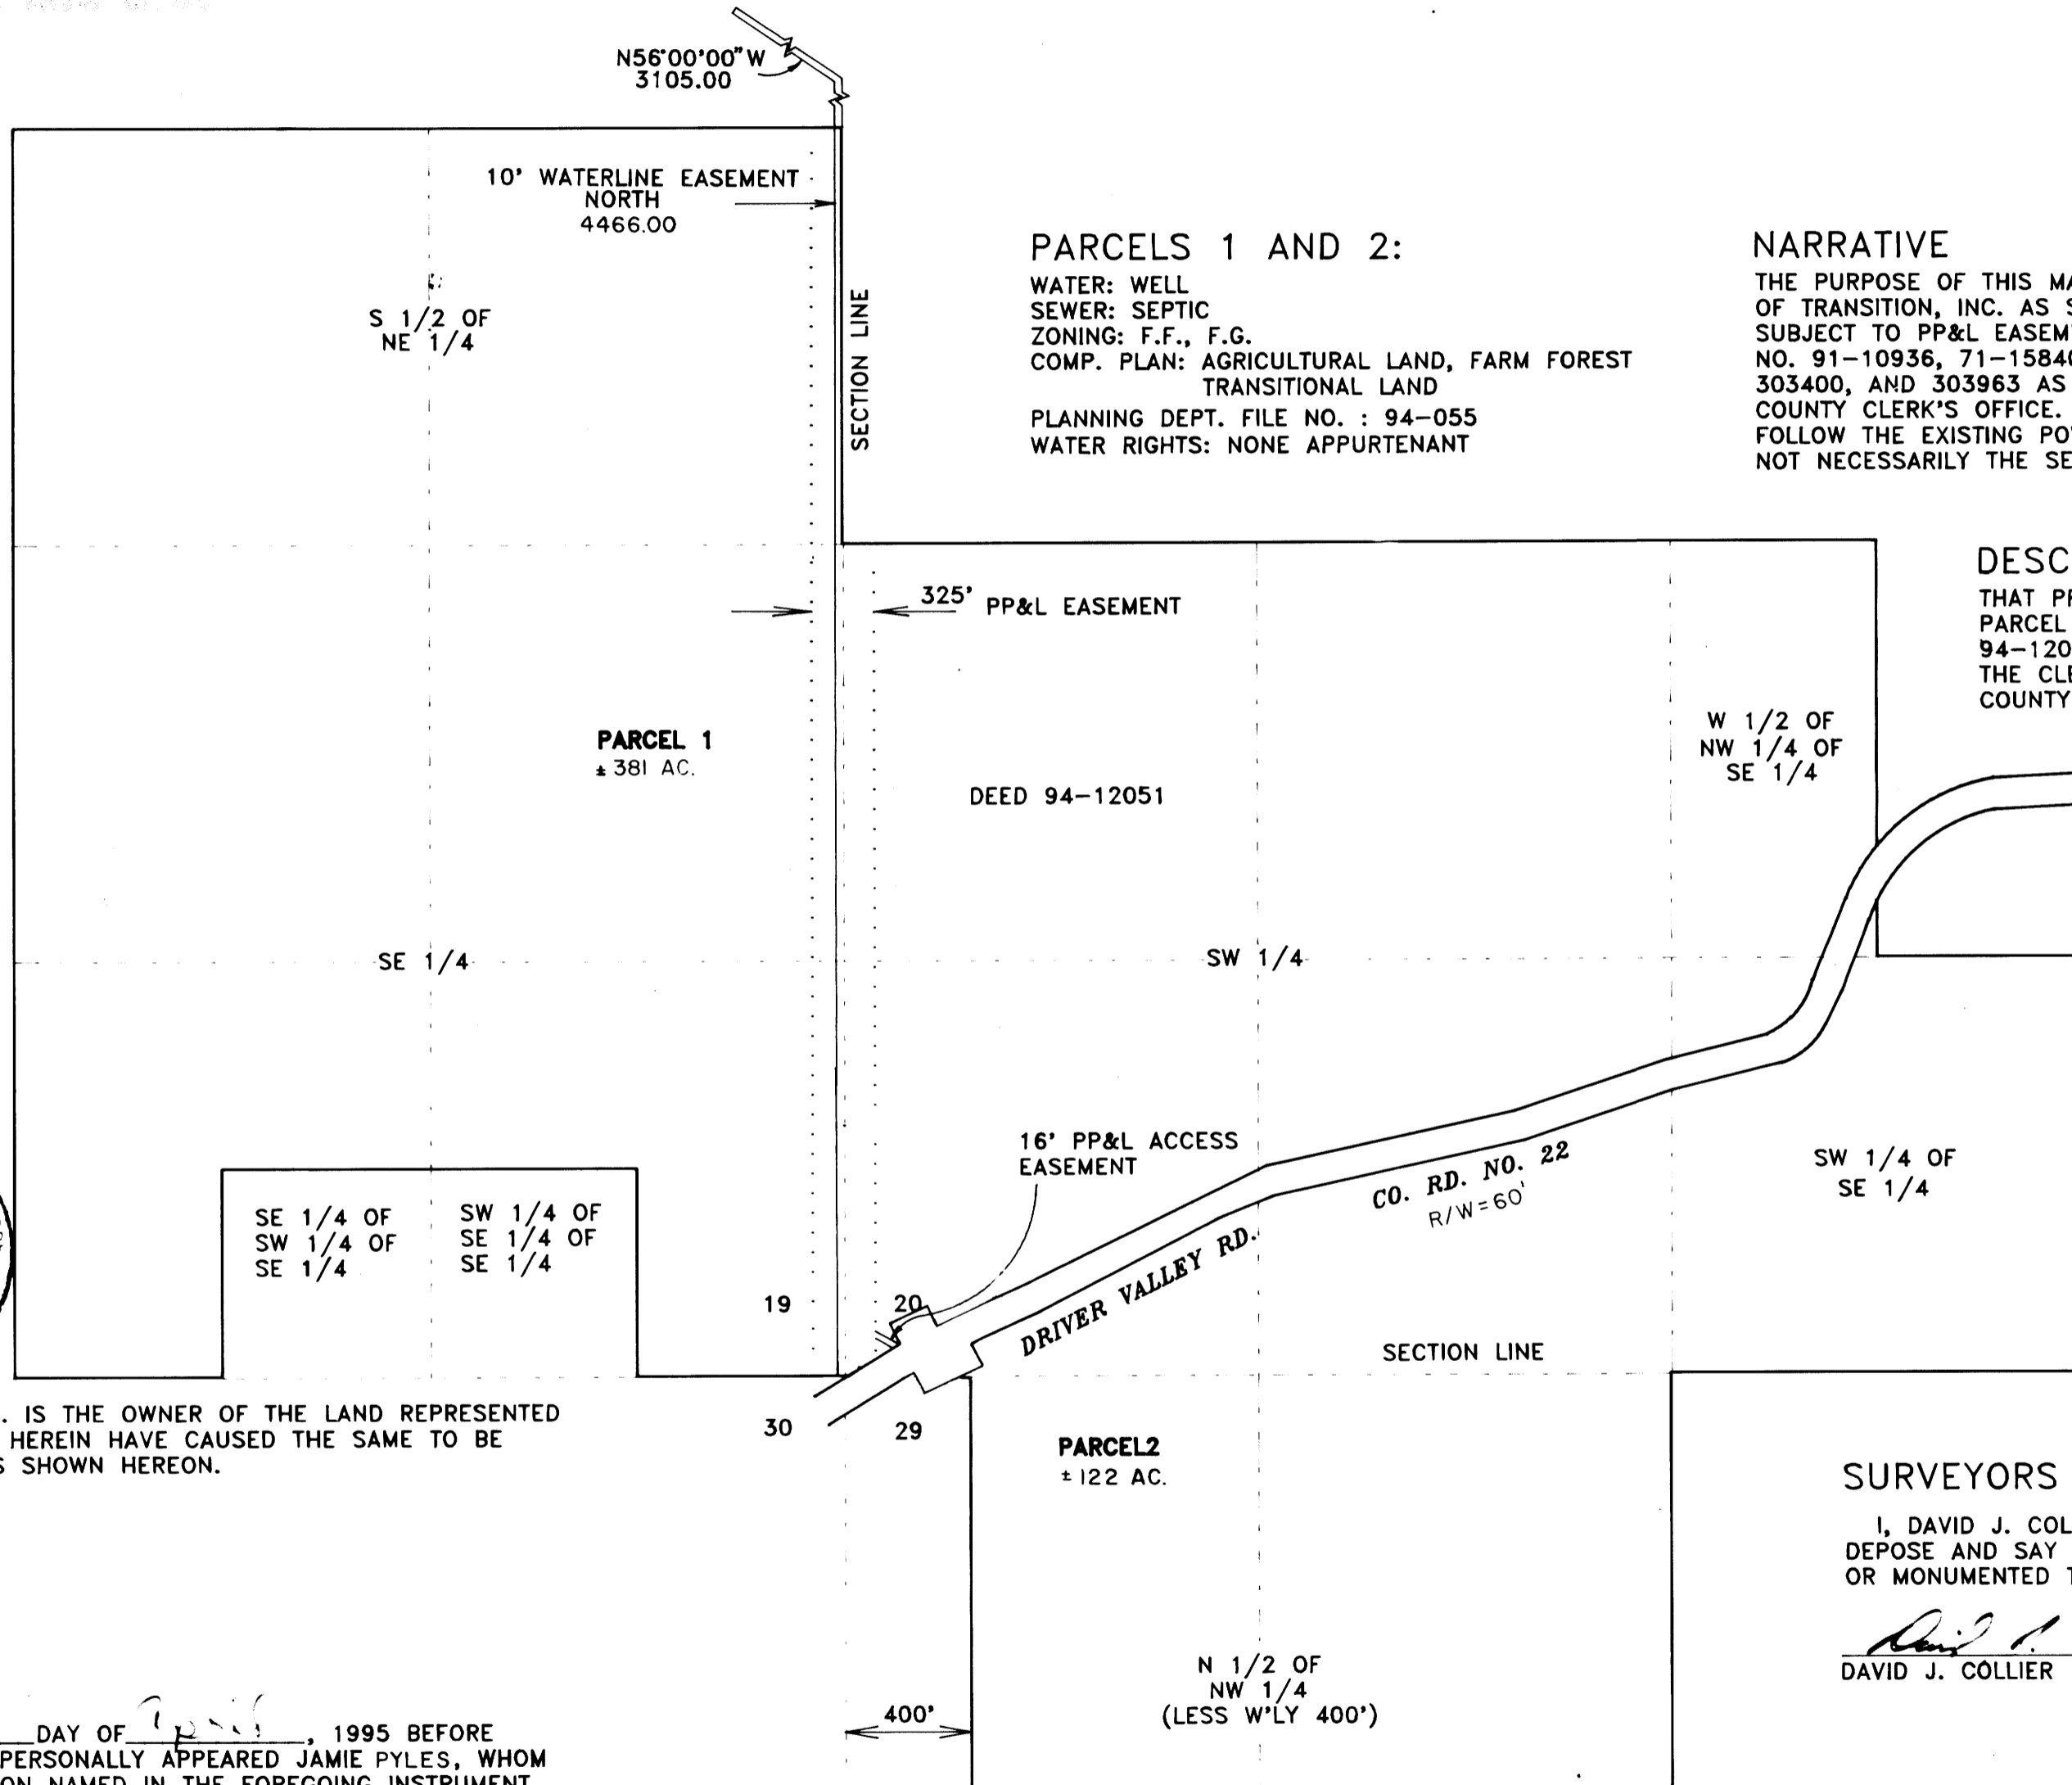 N56°00'00" W
3105.00
10' WATERLINE EASEMENT
NORTH
4466.00
S 1/2 OF
NE 1/4
SECTION LINE
PARCELS 1 AND 2:
WATER: WELL
SEWER: SEPTIC
ZONING: F.F., F.G.
COMP. PLAN: AGRICULTURAL LAND, FARM FOREST
TRANSITIONAL LAND
PLANNING DEPT. FILE NO. : 94-055
WATER RIGHTS: NONE APPURTENANT
NARRATIVE
THE PURPOSE OF THIS MA
OF TRANSITION, INC. AS S
SUBJECT TO PP&L EASEM
NO. 91-10936, 71-1584
303400, AND 303963 AS
COUNTY CLERK'S OFFICE.
FOLLOW THE EXISTING PO
NOT NECESSARILY THE SE
325' PP&L EASEMENT
DESC
THAT P
PARCEL
94-120
THE CLE
COUNTY
PARCEL 1
± 381 AC.
DEED 94-12051
W 1/2 OF
NW 1/4 OF
SE 1/4
SE 1/4
SW 1/4
16' PP&L ACCESS
EASEMENT
CO. RD. NO. 22
R/W=60'
DRIVER VALLEY RD.
SW 1/4 OF
SE 1/4
SE 1/4 OF
SW 1/4 OF
SE 1/4
SW 1/4 OF
SE 1/4 OF
SE 1/4
19
20
SECTION LINE
30
29
. IS THE OWNER OF THE LAND REPRESENTED
HEREIN HAVE CAUSED THE SAME TO BE
S SHOWN HEREON.
PARCEL2
± 122 AC.
SURVEYORS
I, DAVID J. COL
DEPOSE AND SAY
OR MONUMENTED T
DAVID J. COLLIER
N 1/2 OF
NW 1/4
(LESS W'LY 400')
400'
DAY OF April, 1995 BEFORE
PERSONALLY APPEARED JAMIE PYLES, WHOM
ON NAMED IN THE FOREGOING INSTRUMENT